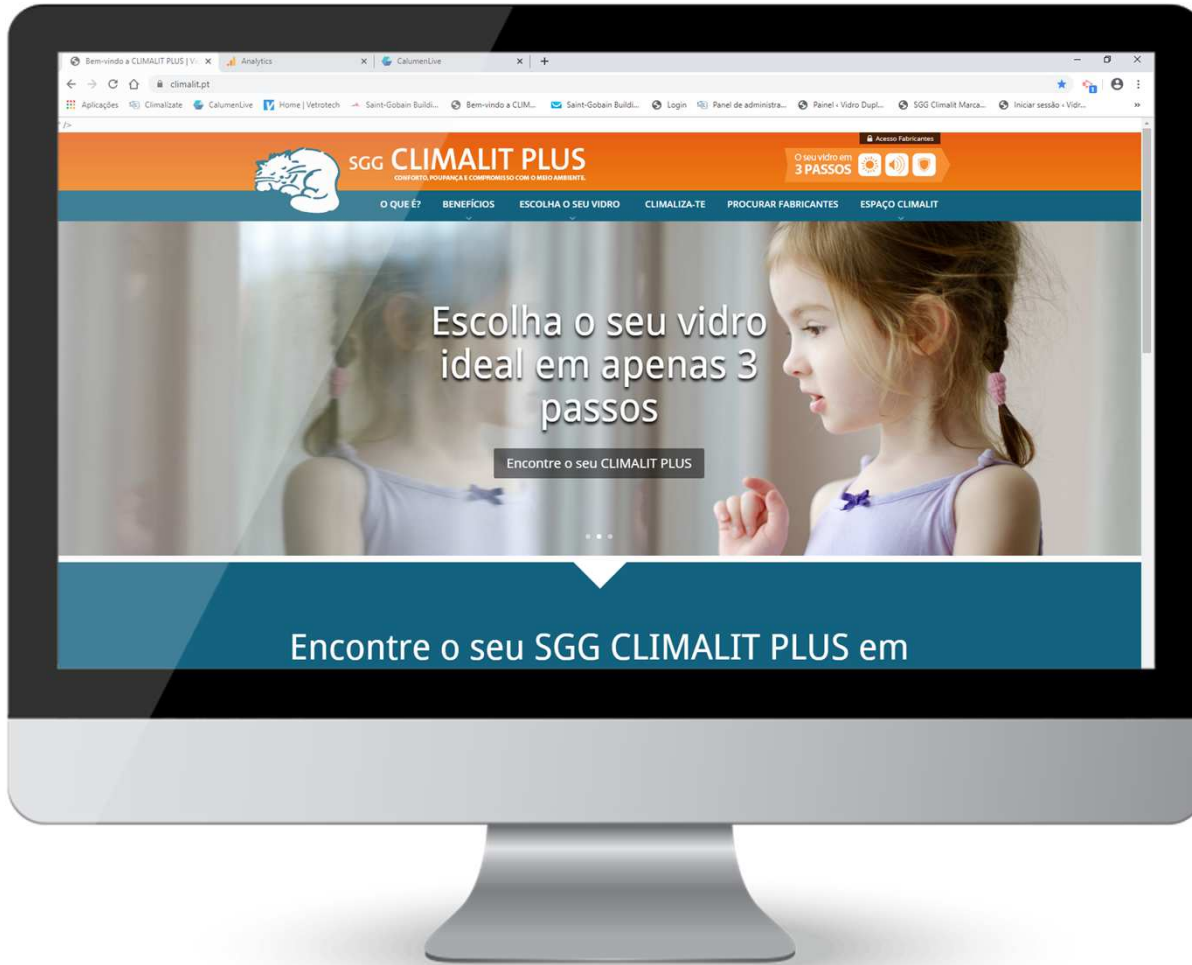 Bem-vindo a CLIMALIT PLUS | V
Analytics
CalumenLive
climalit.pt
Aplicações
Climalizate
CalumenLive
Home | Vetrotech
Saint-Gobain Buildi...
Bem-vindo a CLIM...
Saint-Gobain Buildi...
Login
Panel de administra...
Painel ‹ Vidro Dupl...
SGG Climalit Marca...
Iniciar sessão ‹ Vidr...
»
" />
Acesso Fabricantes
SGG CLIMALIT PLUS
CONFORTO, POUPANÇA E COMPROMISSO COM O MEIO AMBIENTE.
O seu vidro em
3 PASSOS
O QUE É?
BENEFÍCIOS
ESCOLHA O SEU VIDRO
CLIMALIZA-TE
PROCURAR FABRICANTES
ESPAÇO CLIMALIT
Escolha o seu vidro
ideal em apenas 3
passos
Encontre o seu CLIMALIT PLUS
Encontre o seu SGG CLIMALIT PLUS em